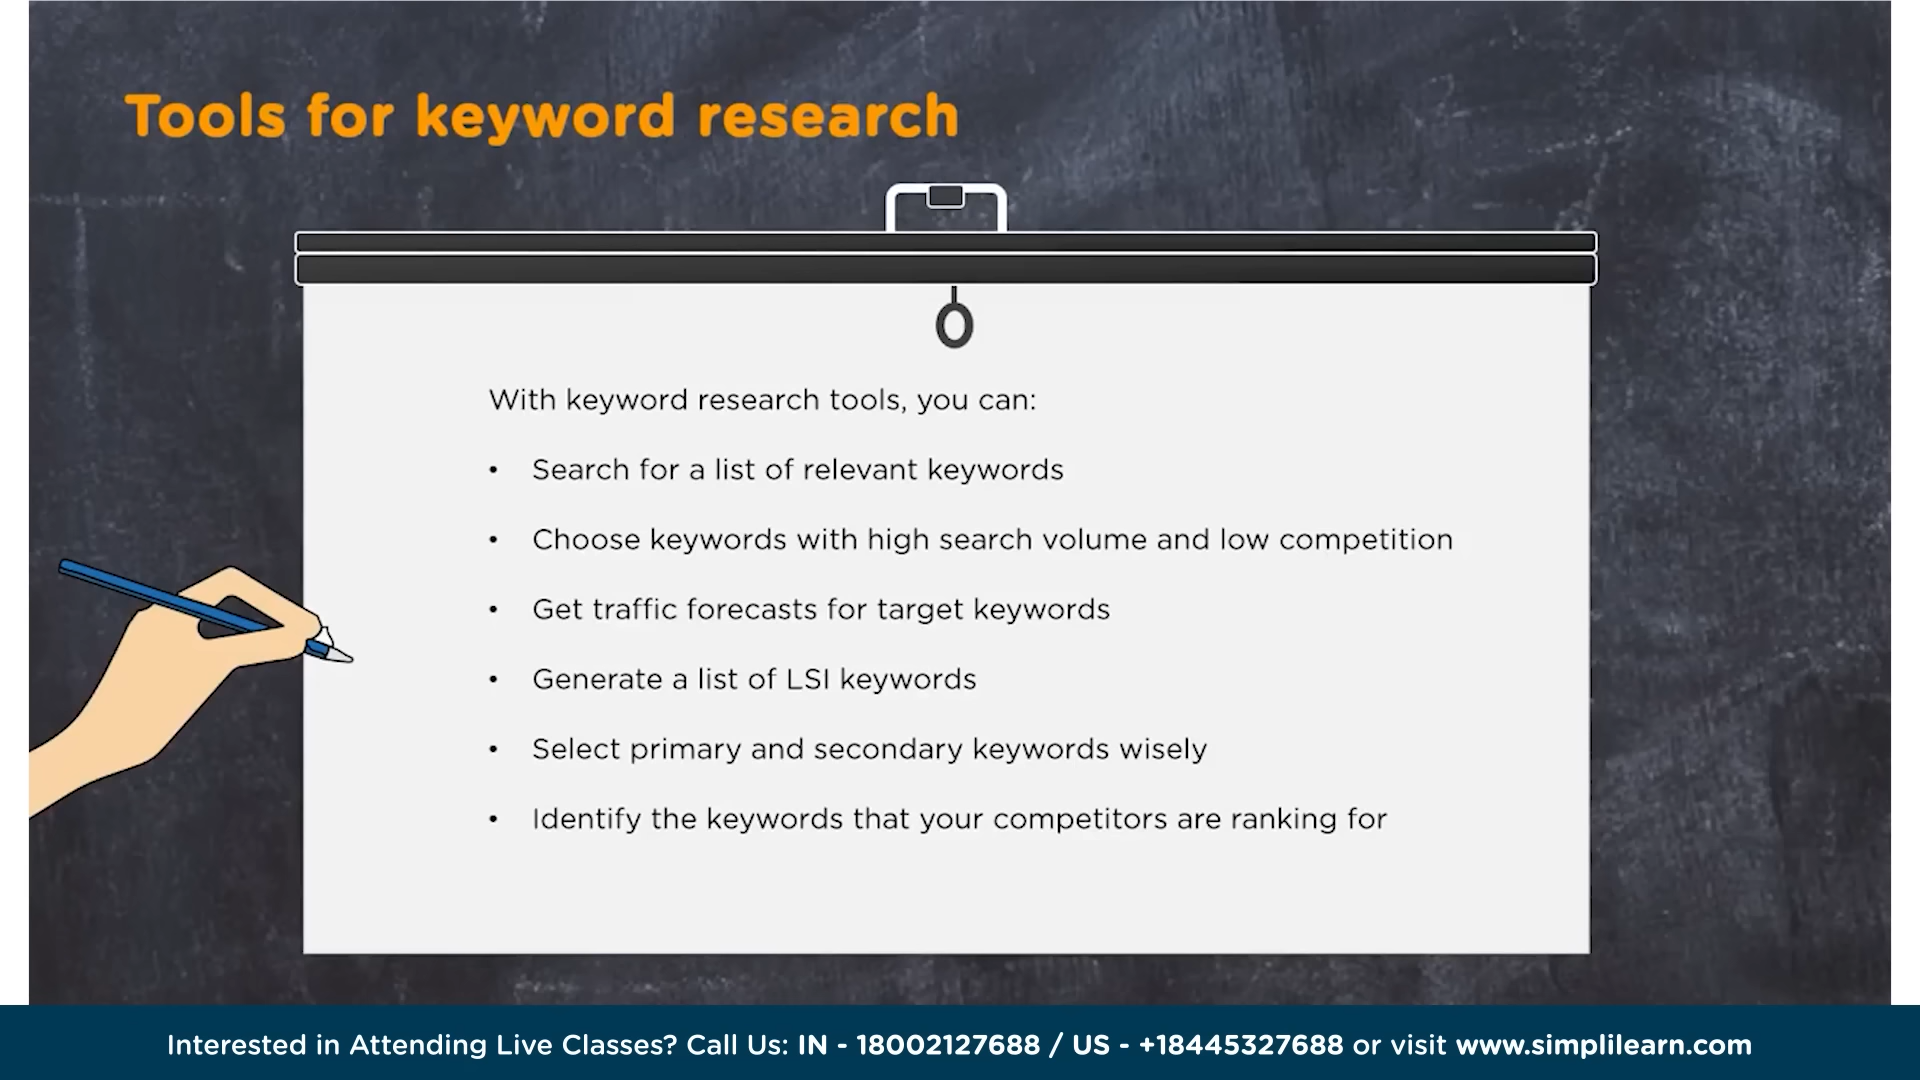 Tools for keyword research
With keyword research tools, you can:
• Search for a list of relevant keywords
• Choose keywords with high search volume and low competition
• Get traffic forecasts for target keywords
• Generate a list of LSI keywords
• Select primary and secondary keywords wisely
• Identify the keywords that your competitors are ranking for
Interested in Attending Live Classes? Call Us: IN - 18002127688 / US - +18445327688 or visit www.simplilearn.com